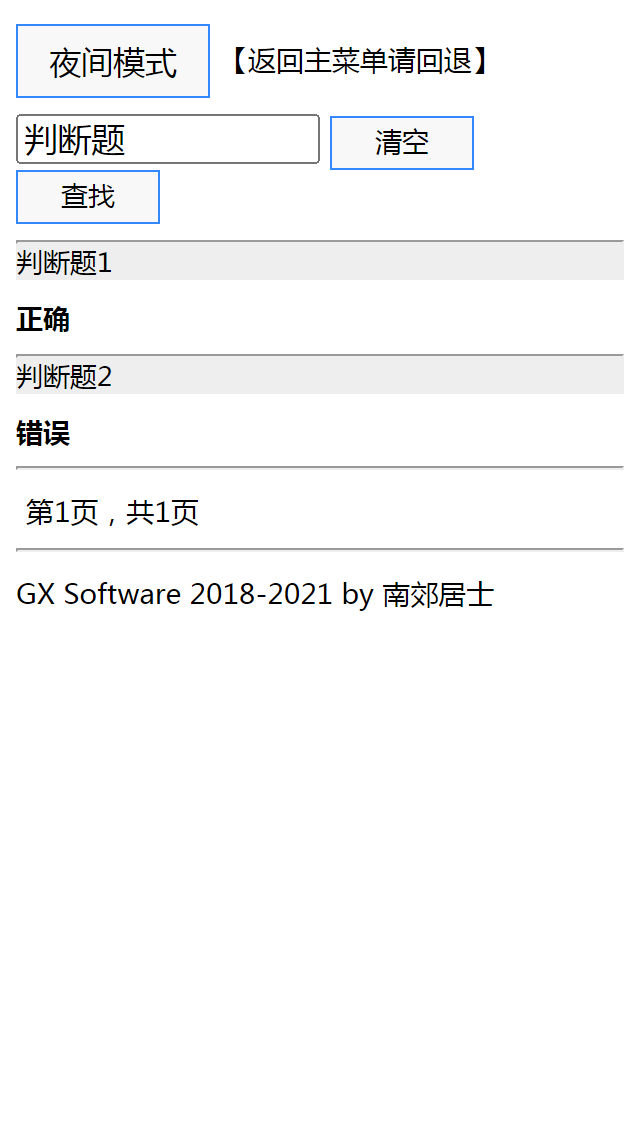 夜间模式 【返回主菜单请回退】
判断题 清空
查找
判断题1
正确
判断题2
错误
第1页，共1页
GX Software 2018-2021 by 南郊居士